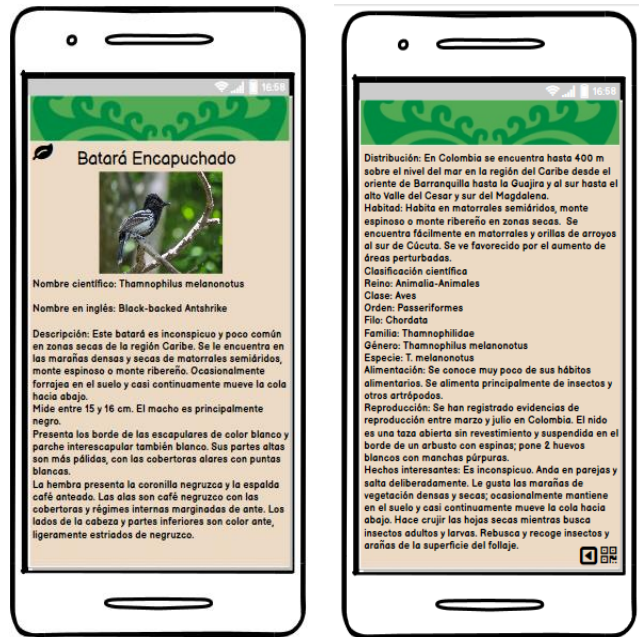 16:58
Batará Encapuchado
Nombre científico: Thamnophilus melanonotus
Nombre en inglés: Black-backed Antshrike
Descripción: Este batará es inconspicuo y poco común
en zonas secas de la región Caribe. Se le encuentra en
las marañas densas y secas de matorrales semiáridos,
monte espinoso o monte ribereño. Ocasionalmente
forrajea en el suelo y casi continuamente mueve la cola
hacia abajo.
Mide entre 15 y 16 cm. El macho es principalmente
negro.
Presenta los borde de las escapulares de color blanco y
parche interescapular también blanco. Sus partes altas
son más pálidas, con las cobertoras alares con puntas
blancas.
La hembra presenta la coronilla negruzca y la espalda
café anteado. Las alas son café negruzco con las
cobertoras y régimes internas marginadas de ante. Los
lados de la cabeza y partes inferiores son color ante,
ligeramente estriados de negruzco.
16:58
Distribución: En Colombia se encuentra hasta 400 m
sobre el nivel del mar en la región del Caribe desde el
oriente de Barranquilla hasta la Guajira y al sur hasta el
alto Valle del Cesar y sur del Magdalena.
Habitad: Habita en matorrales semiáridos, monte
espinoso o monte ribereño en zonas secas. Se
encuentra fácilmente en matorrales y orillas de arroyos
al sur de Cúcuta. Se ve favorecido por el aumento de
áreas perturbadas.
Clasificación científica
Reino: Animalia-Animales
Clase: Aves
Orden: Passeriformes
Filo: Chordata
Familia: Thamnophilidae
Género: Thamnophilus melanonotus
Especie: T. melanonotus
Alimentación: Se conoce muy poco de sus hábitos
alimentarios. Se alimenta principalmente de insectos y
otros artrópodos.
Reproducción: Se han registrado evidencias de
reproducción entre marzo y julio en Colombia. El nido
es una taza abierta sin revestimiento y suspendida en el
borde de un arbusto con espinas; pone 2 huevos
blancos con manchas púrpuras.
Hechos interesantes: Es inconspicuo. Anda en parejas y
salta deliberadamente. Le gusta las marañas de
vegetación densas y secas; ocasionalmente mantiene
en el suelo y casi continuamente mueve la cola hacia
abajo. Hace crujir las hojas secas mientras busca
insectos adultos y larvas. Rebusca y recoge insectos y
arañas de la superficie del follaje.